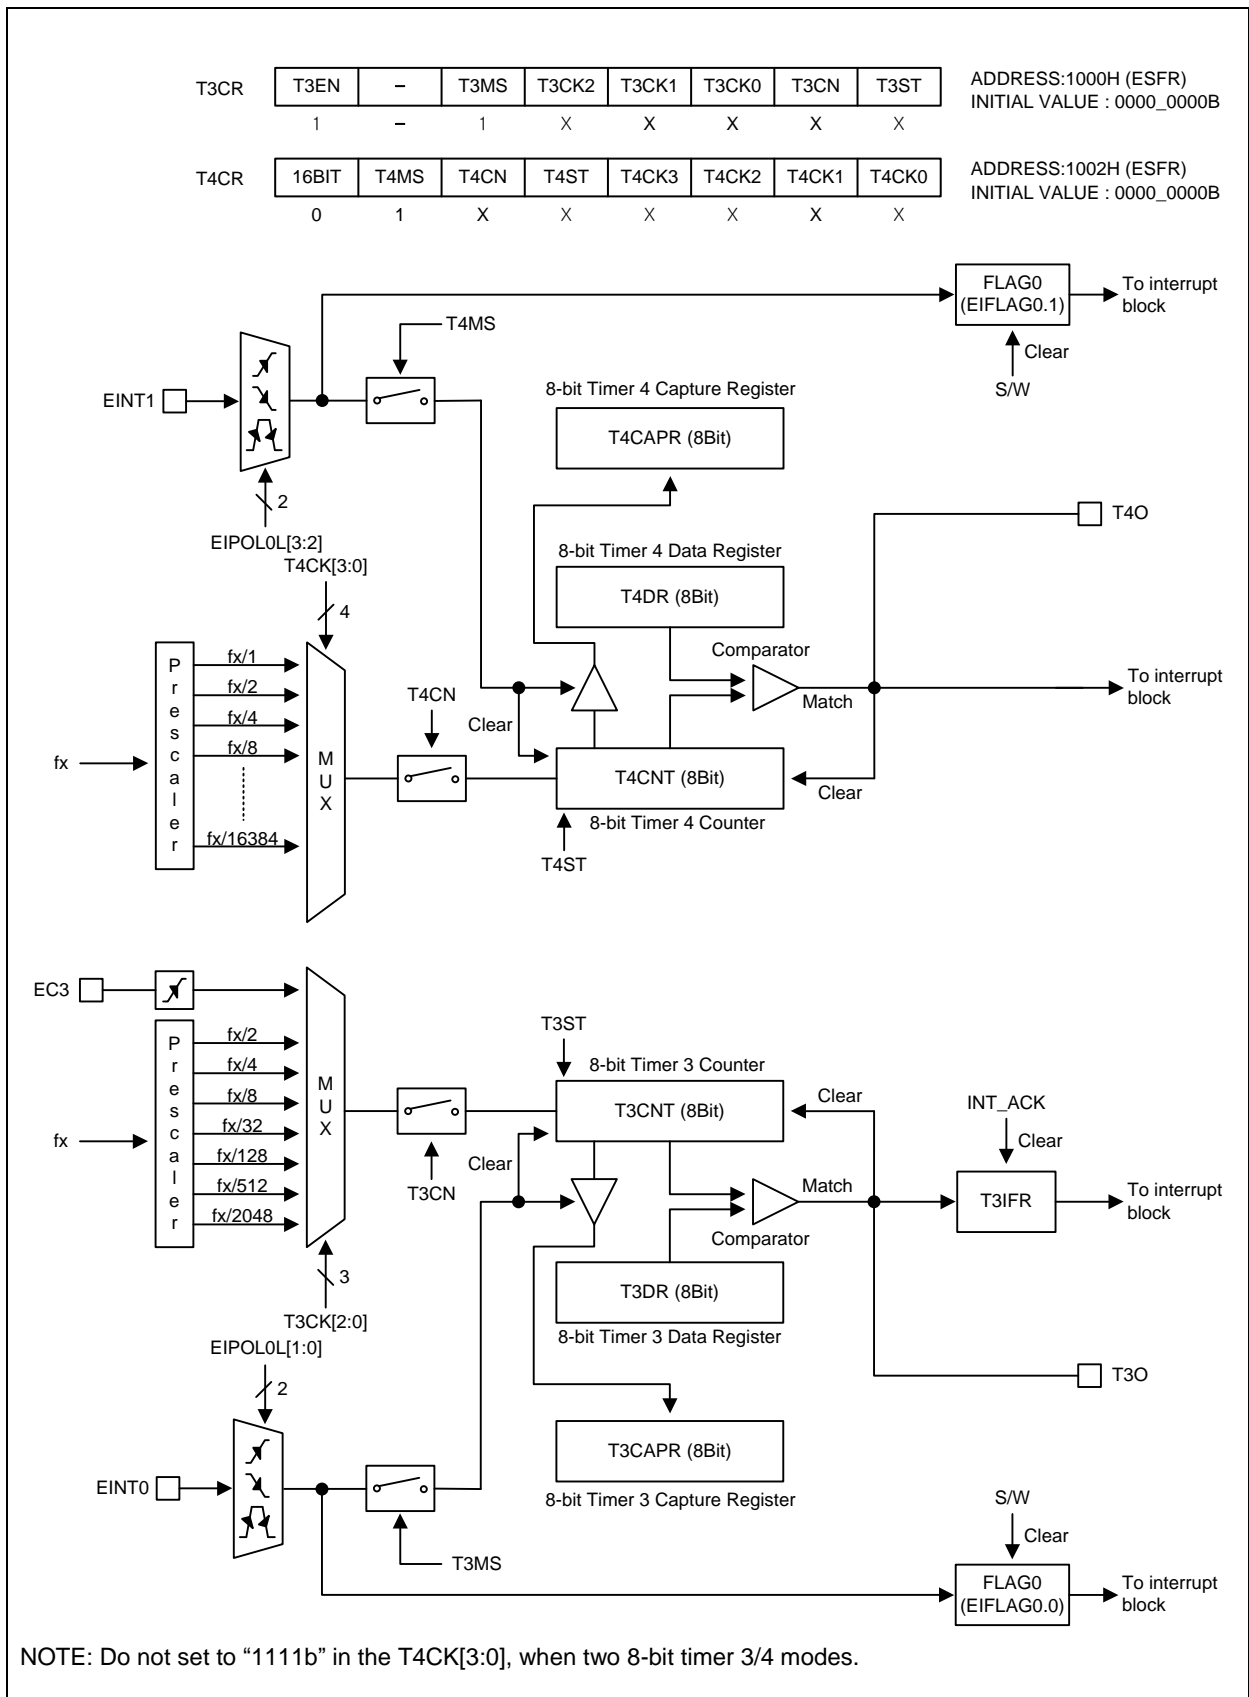 T3CR T3EN – T3MS T3CK2 T3CK1 T3CK0 T3CN T3ST ADDRESS:1000H (ESFR)
INITIAL VALUE : 0000_0000B
1 – 1 X X X X X
T4CR 16BIT T4MS T4CN T4ST T4CK3 T4CK2 T4CK1 T4CK0 ADDRESS:1002H (ESFR)
INITIAL VALUE : 0000_0000B
0 1 X X X X X X
FLAG0
(EIFLAG0.1)
To interrupt
block
Clear
S/W
T4MS
EINT1
2
EIPOL0L[3:2]
8-bit Timer 4 Capture Register
T4CAPR (8Bit)
T4O
T4CK[3:0]
4
8-bit Timer 4 Data Register
T4DR (8Bit)
Comparator
Match
To interrupt
block
fx
Prescaler
fx/1
fx/2
fx/4
fx/8
fx/16384
MUX
T4CN
Clear
T4CNT (8Bit)
Clear
8-bit Timer 4 Counter
T4ST
EC3
fx
Prescaler
fx/2
fx/4
fx/8
fx/32
fx/128
fx/512
fx/2048
MUX
3
T3CK[2:0]
T3CN
T3ST
8-bit Timer 3 Counter
T3CNT (8Bit)
Clear
Clear
Match
Comparator
INT_ACK
Clear
T3IFR
To interrupt
block
T3DR (8Bit)
8-bit Timer 3 Data Register
T3O
EIPOL0L[1:0]
2
EINT0
T3CAPR (8Bit)
8-bit Timer 3 Capture Register
T3MS
S/W
Clear
FLAG0
(EIFLAG0.0)
To interrupt
block
NOTE: Do not set to “1111b” in the T4CK[3:0], when two 8-bit timer 3/4 modes.